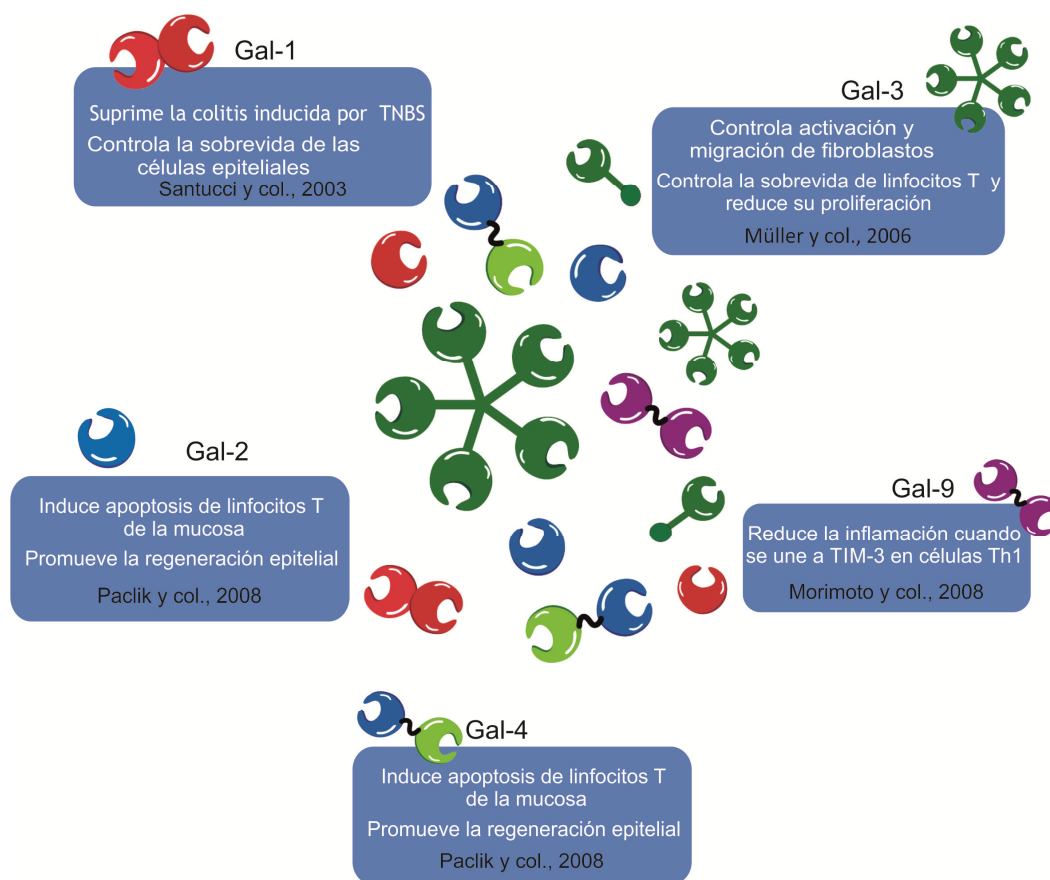 Gal-1
Suprime la colitis inducida por TNBS
Controla la sobrevida de las
células epiteliales
Santucci y col., 2003
Gal-3
Controla activación y
migración de fibroblastos
Controla la sobrevida de linfocitos T y
reduce su proliferación
Müller y col., 2006
Gal-2
Induce apoptosis de linfocitos T
de la mucosa
Promueve la regeneración epitelial
Paclik y col., 2008
Gal-9
Reduce la inflamación cuando
se une a TIM-3 en células Th1
Morimoto y col., 2008
Gal-4
Induce apoptosis de linfocitos T
de la mucosa
Promueve la regeneración epitelial
Paclik y col., 2008